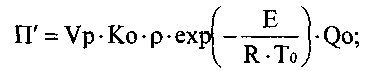 П′ = Vp·Ko·ρ·exp(−E/(R·T₀))·Qo;